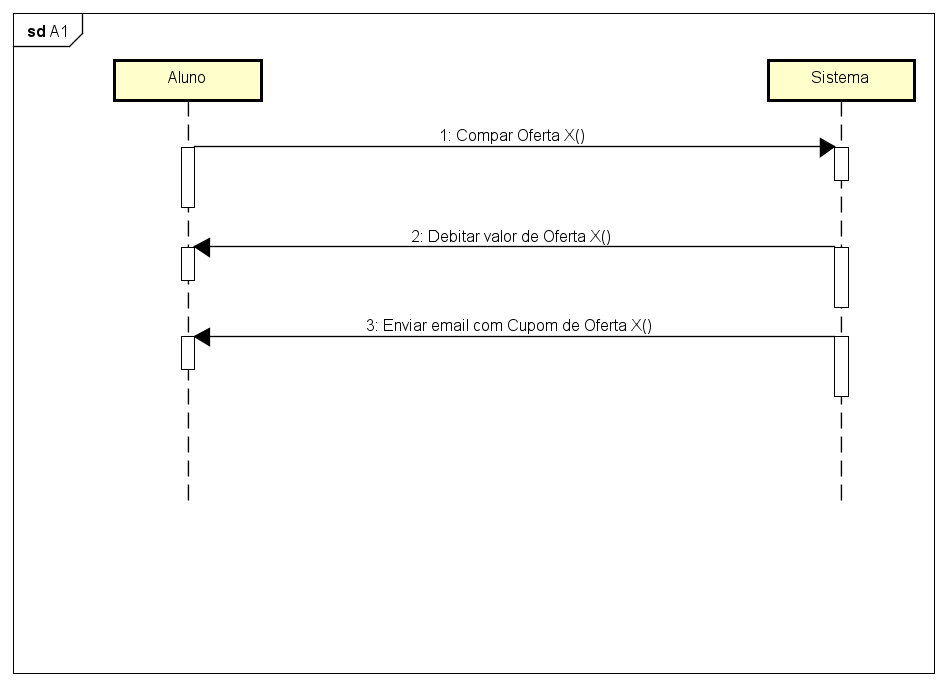 sd A1
Aluno
Sistema
1: Compar Oferta X()
2: Debitar valor de Oferta X()
3: Enviar email com Cupom de Oferta X()